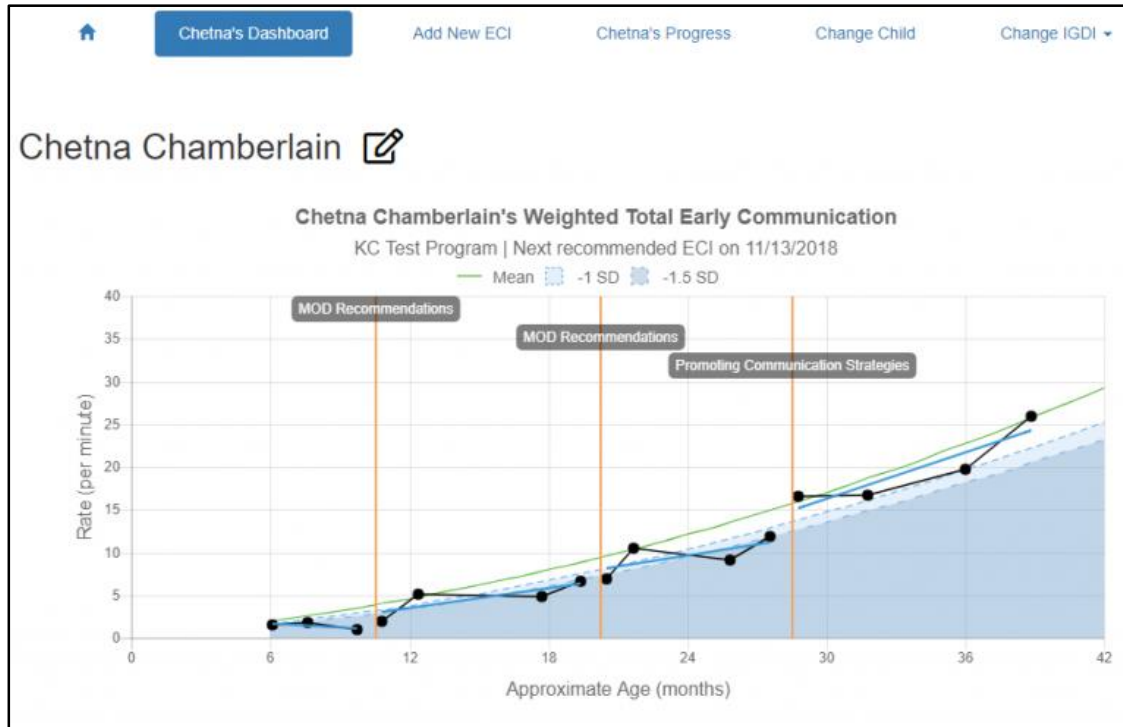 Chetna's Dashboard Add New ECI Chetna's Progress Change Child Change IGDI
Chetna Chamberlain
Chetna Chamberlain's Weighted Total Early Communication
KC Test Program | Next recommended ECI on 11/13/2018
Mean -1 SD -1.5 SD
40
MOD Recommendations
35
MOD Recommendations
Promoting Communication Strategies
30
25
20
15
10
5
0
Rate (per minute)
0 6 12 18 24 30 36 42
Approximate Age (months)